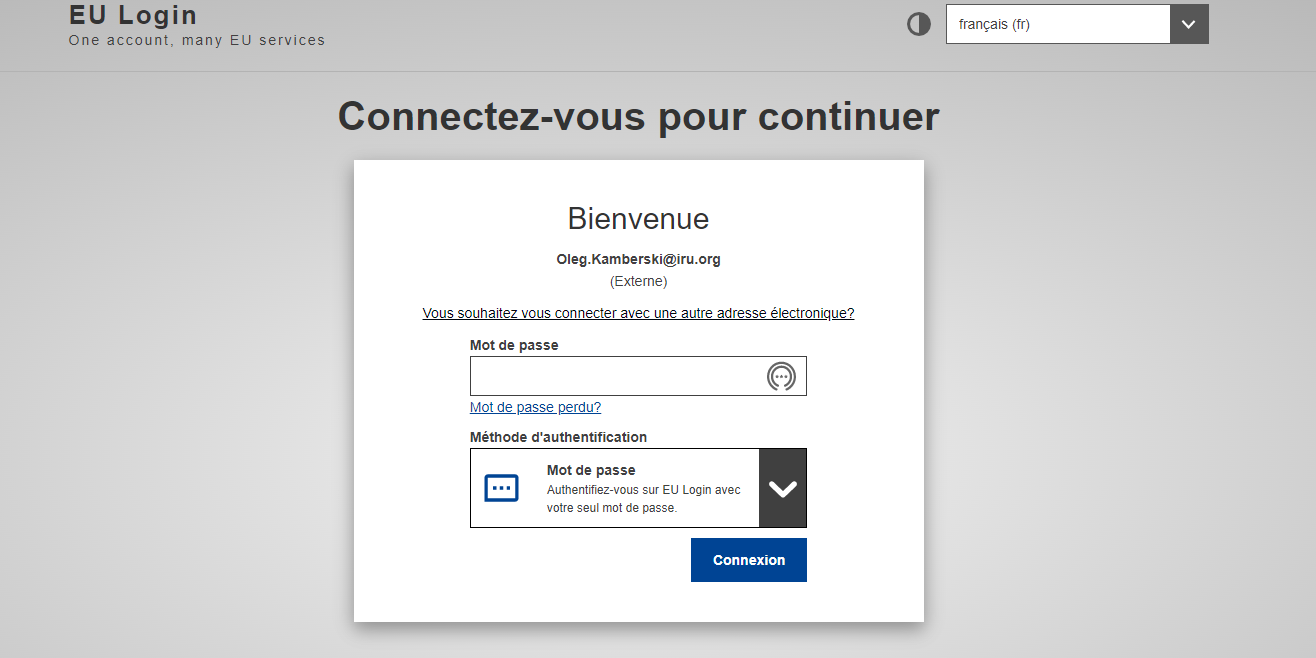 EU Login
One account, many EU services
français (fr)
Connectez-vous pour continuer
Bienvenue
Oleg.Kamberski@iru.org
(Externe)
Vous souhaitez vous connecter avec une autre adresse électronique?
Mot de passe
Mot de passe perdu?
Méthode d'authentification
Mot de passe
Authentifiez-vous sur EU Login avec
votre seul mot de passe.
Connexion